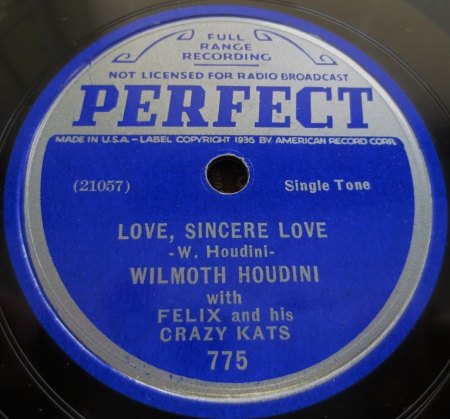 FULL
RANGE
RECORDING
NOT LICENSED FOR RADIO BROADCAST
PERFECT
MADE IN U.S.A.-LABEL COPYRIGHT 1936 BY AMERICAN RECORD CORP.
(21057) Single Tone
LOVE, SINCERE LOVE
-W. Houdini-
WILMOTH HOUDINI
with
FELIX and his
CRAZY KATS
775